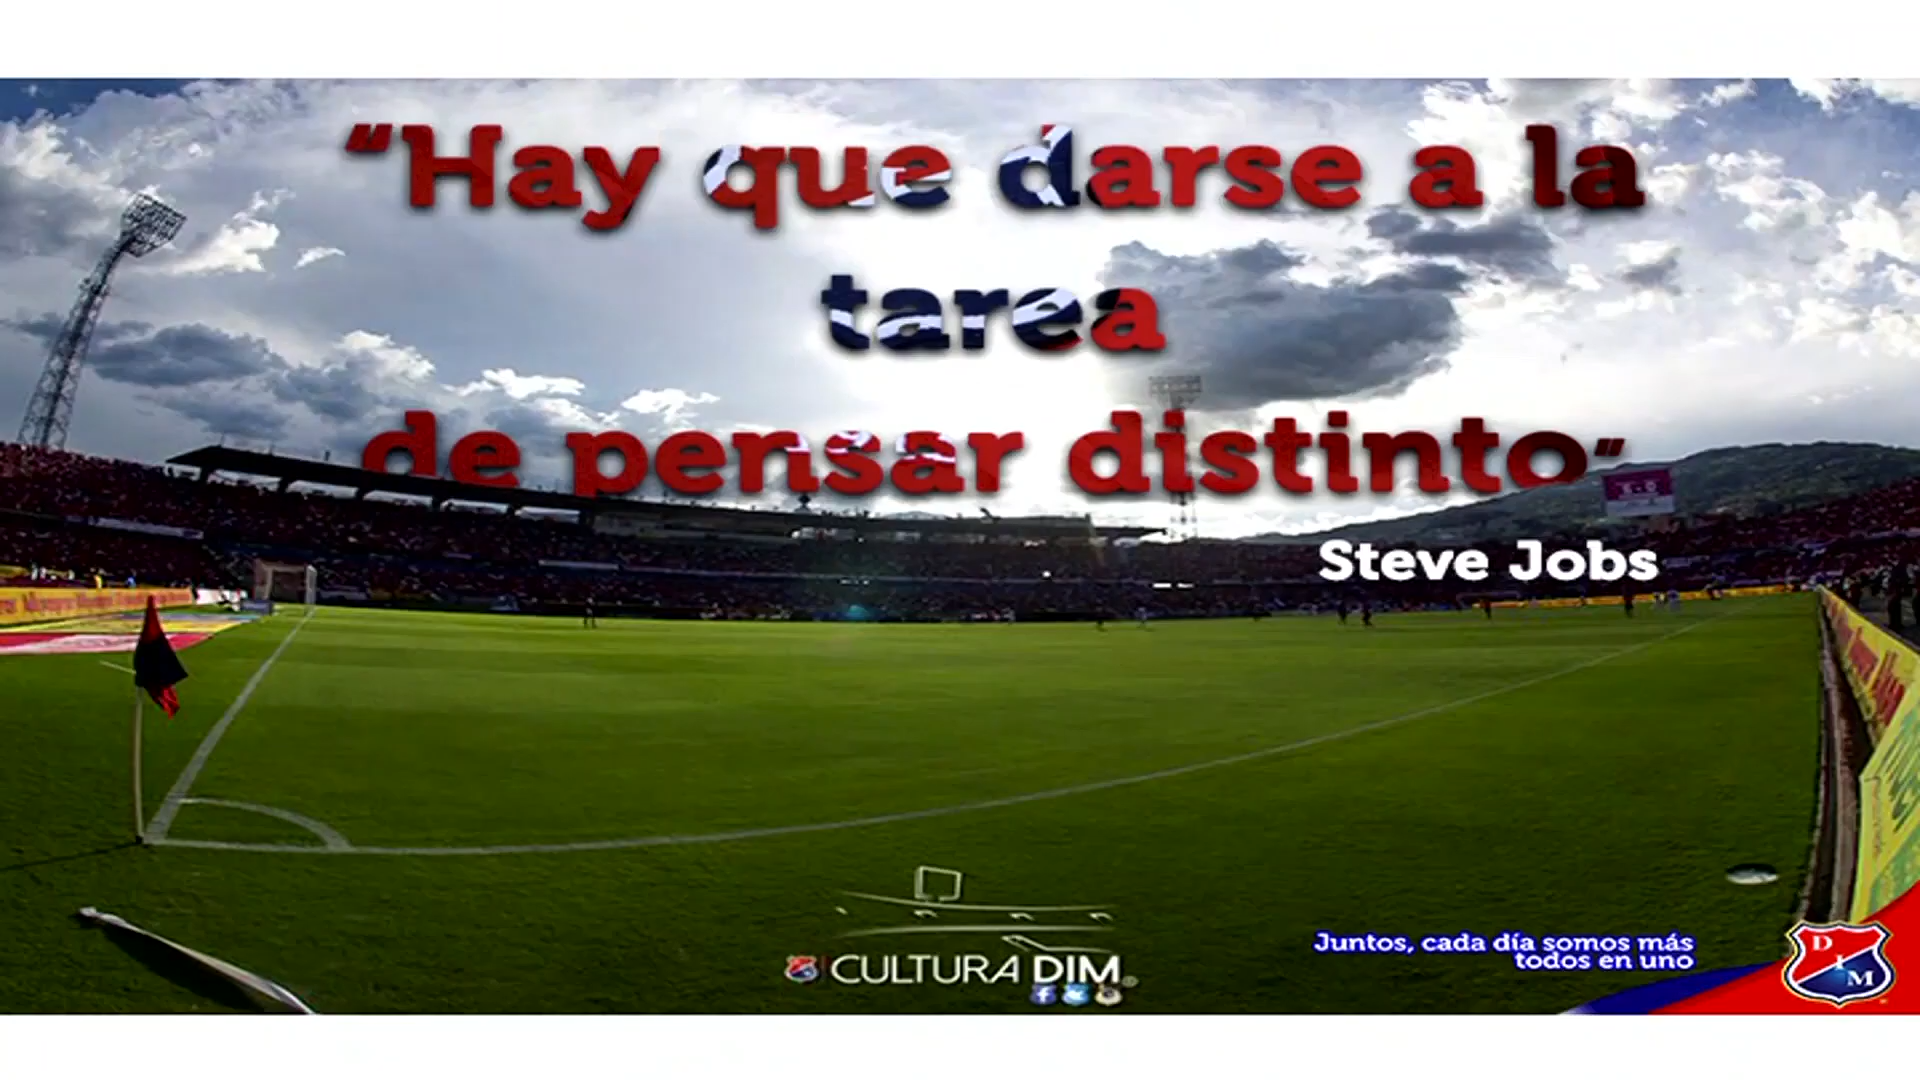 “Hay que darse a la
tarea
de pensar distinto”
Steve Jobs
CULTURA DIM
Juntos, cada día somos más
todos en uno
D
I
M